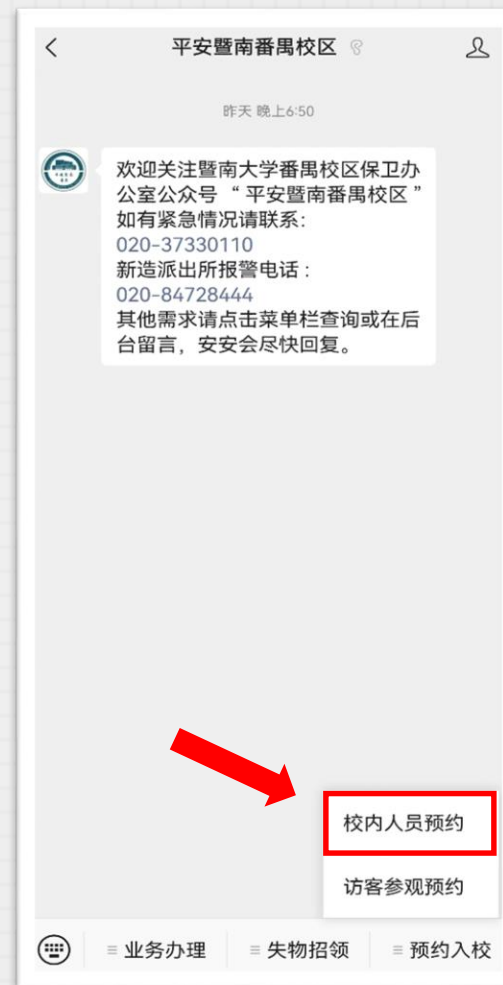 平安暨南番禺校区
昨天 晚上6:50
欢迎关注暨南大学番禺校区保卫办
公室公众号 “平安暨南番禺校区”
如有紧急情况请联系：
020-37330110
新造派出所报警电话：
020-84728444
其他需求请点击菜单栏查询或在后
台留言，安安会尽快回复。
校内人员预约
访客参观预约
业务办理
失物招领
预约入校